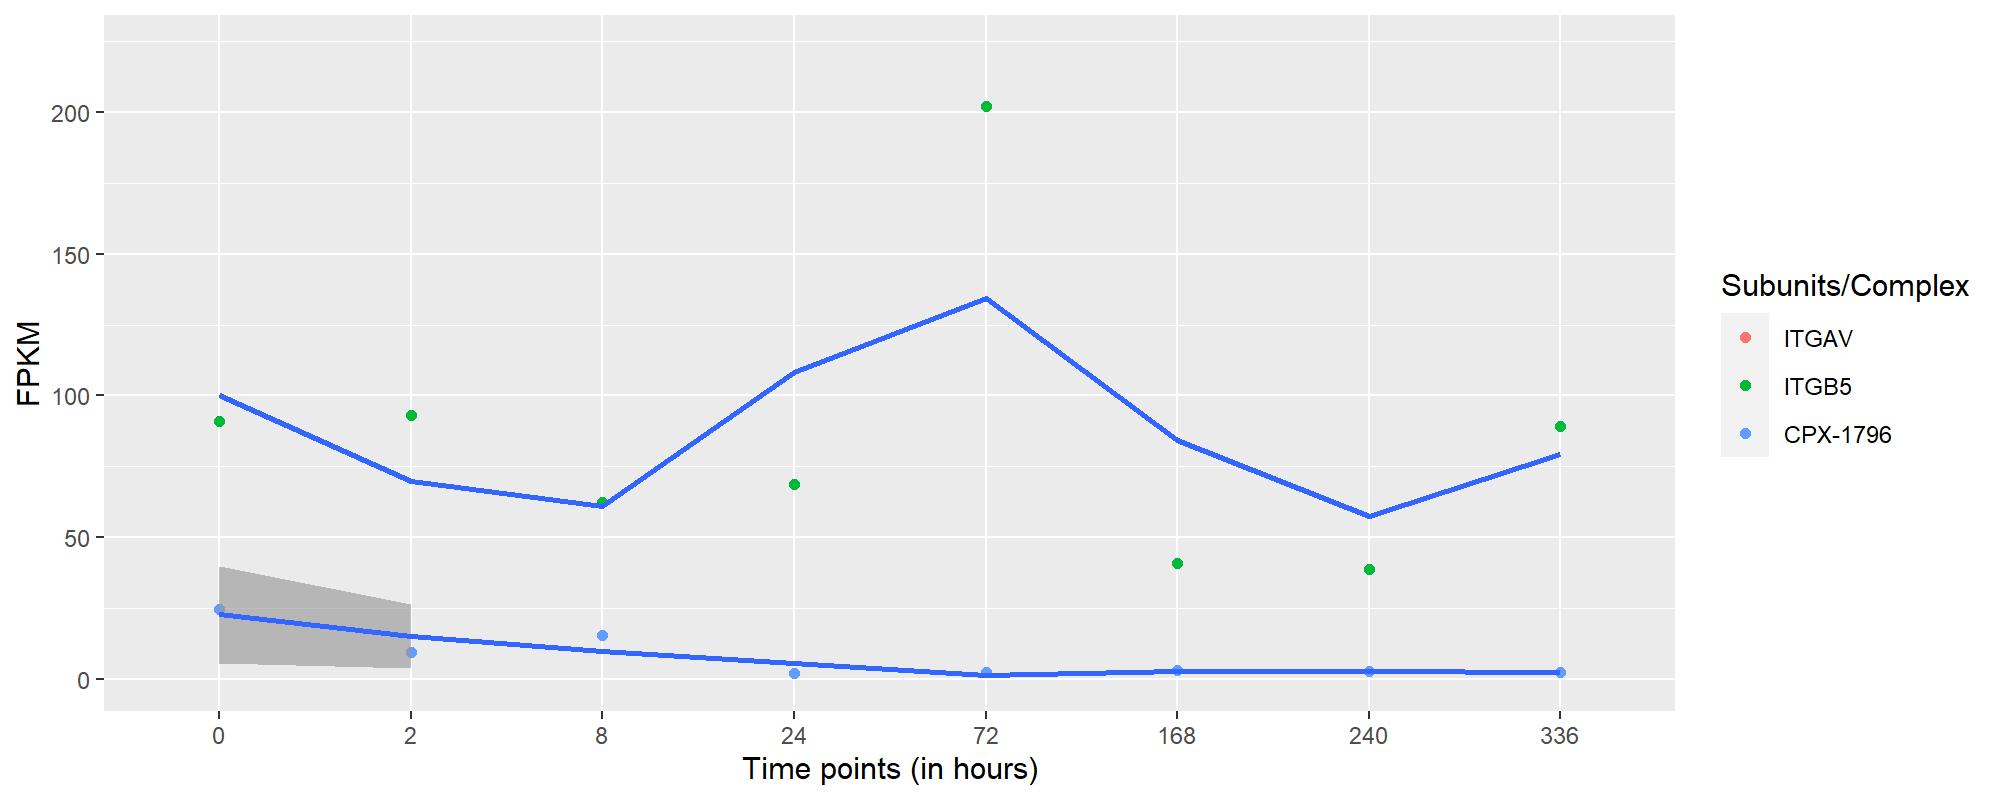 200
150
100
50
0
FPKM
0 2 8 24 72 168 240 336
Time points (in hours)
Subunits/Complex
ITGAV
ITGB5
CPX-1796